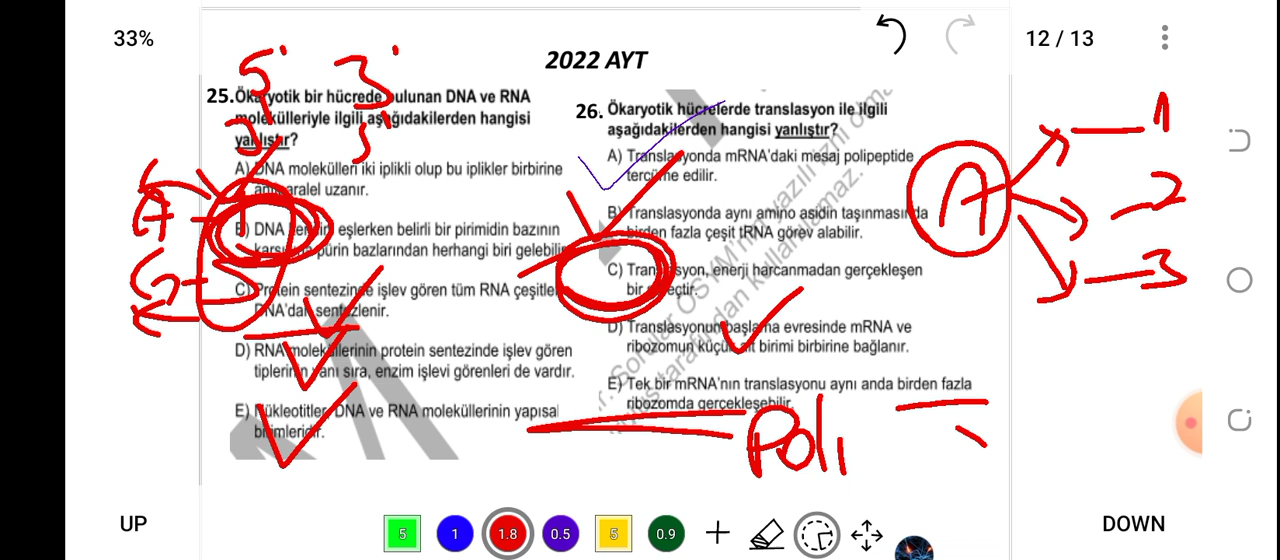 33%
12 / 13
2022 AYT
5' 3'
3' 5'
25. Ökaryotik bir hücrede bulunan DNA ve RNA
molekülleriyle ilgili aşağıdakilerden hangisi
yanlıştır?
A) DNA molekülleri iki iplikli olup bu iplikler birbirine
antiparalel uzanır.
B) DNA kendini eşlerken belirli bir pirimidin bazının
karşısına pürin bazlarından herhangi biri gelebilir.
C) Protein sentezinde işlev gören tüm RNA çeşitleri
DNA'dan sentezlenir.
D) RNA moleküllerinin protein sentezinde işlev gören
tiplerinin yanı sıra, enzim işlevi görenleri de vardır.
E) Nükleotitler, DNA ve RNA moleküllerinin yapısal
birimleridir.
26. Ökaryotik hücrelerde translasyon ile ilgili
aşağıdakilerden hangisi yanlıştır?
A) Translasyonda mRNA'daki mesaj polipeptide
tercüme edilir.
B) Translasyonda aynı amino asidin taşınmasında
birden fazla çeşit tRNA görev alabilir.
C) Translasyon, enerji harcanmadan gerçekleşen
bir süreçtir.
D) Translasyonun başlama evresinde mRNA ve
ribozomun küçük alt birimi birbirine bağlanır.
E) Tek bir mRNA'nın translasyonu aynı anda birden fazla
ribozomda gerçekleşebilir.
A
1
2
3
Poli
UP
5
1
1.8
0.5
5
0.9
DOWN